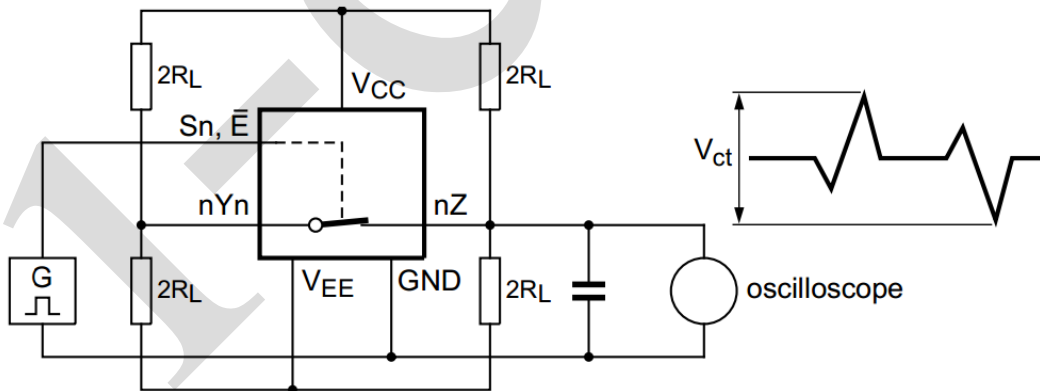 2RL
2RL
VCC
Sn, E̅
Vct
nYn
nZ
G
2RL
VEE
GND
2RL
oscilloscope